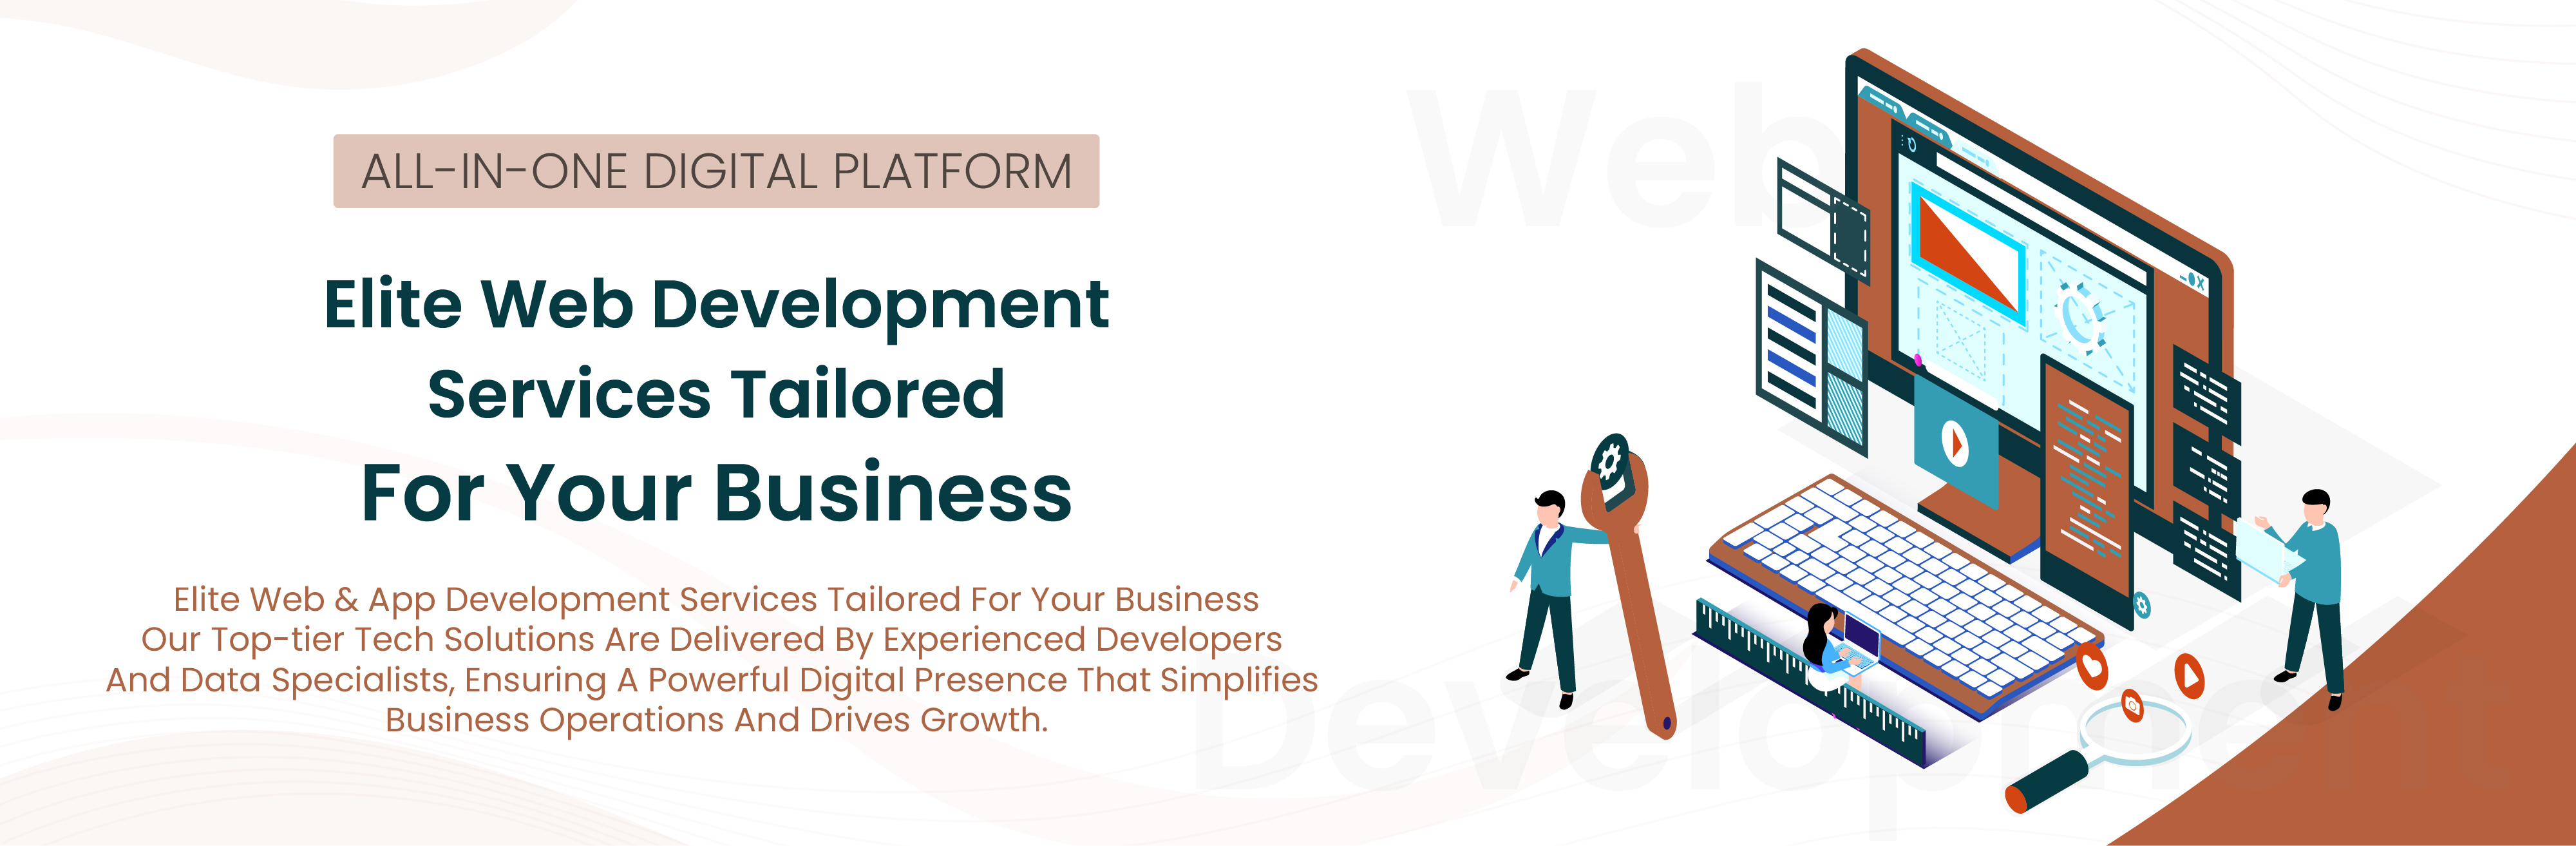 ALL-IN-ONE DIGITAL PLATFORM
Elite Web Development
Services Tailored
For Your Business
Elite Web & App Development Services Tailored For Your Business
Our Top-tier Tech Solutions Are Delivered By Experienced Developers
And Data Specialists, Ensuring A Powerful Digital Presence That Simplifies
Business Operations And Drives Growth.
Web
Development